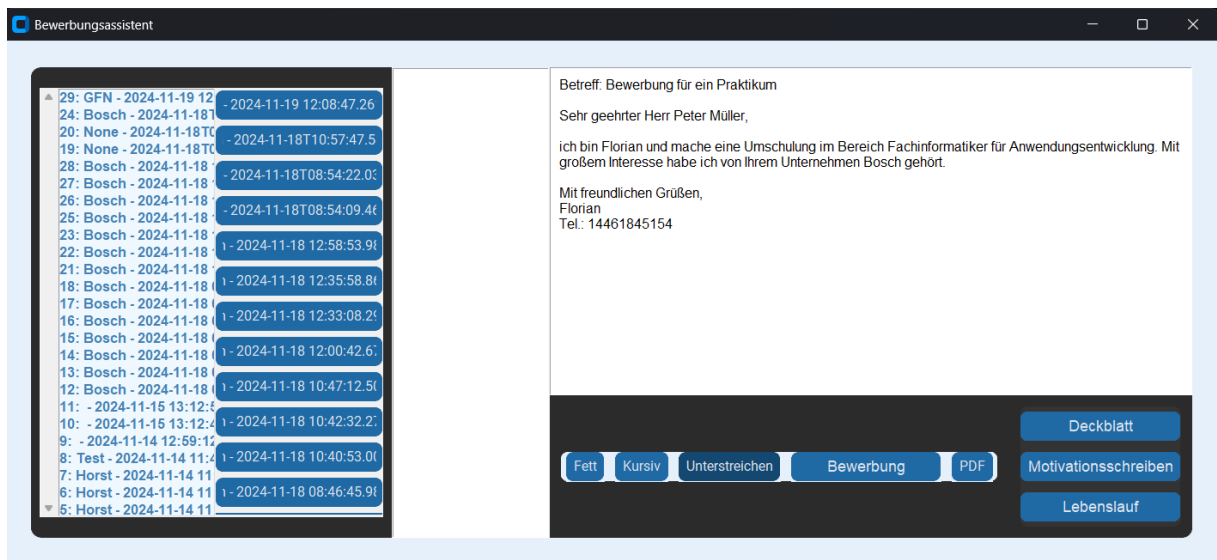 Bewerbungsassistent
29: GFN - 2024-11-19 12
24: Bosch - 2024-11-18
20: None - 2024-11-18T
19: None - 2024-11-18T
28: Bosch - 2024-11-18
27: Bosch - 2024-11-18
26: Bosch - 2024-11-18
25: Bosch - 2024-11-18
23: Bosch - 2024-11-18
22: Bosch - 2024-11-18
21: Bosch - 2024-11-18
18: Bosch - 2024-11-18
17: Bosch - 2024-11-18
16: Bosch - 2024-11-18
15: Bosch - 2024-11-18
14: Bosch - 2024-11-18
13: Bosch - 2024-11-18
12: Bosch - 2024-11-18
11: - 2024-11-15 13:12:
10: - 2024-11-15 13:12:
9: - 2024-11-14 12:59:12
8: Test - 2024-11-14 11:
7: Horst - 2024-11-14 11
6: Horst - 2024-11-14 11
5: Horst - 2024-11-14 11
- 2024-11-19 12:08:47.26
- 2024-11-18T10:57:47.5
- 2024-11-18T08:54:22.03
- 2024-11-18T08:54:09.46
- 2024-11-18 12:58:53.98
- 2024-11-18 12:35:58.86
- 2024-11-18 12:33:08.29
- 2024-11-18 12:00:42.67
- 2024-11-18 10:47:12.50
- 2024-11-18 10:42:32.27
- 2024-11-18 10:40:53.00
- 2024-11-18 08:46:45.98
Betreff: Bewerbung für ein Praktikum
Sehr geehrter Herr Peter Müller,
ich bin Florian und mache eine Umschulung im Bereich Fachinformatiker für Anwendungsentwicklung. Mit
großem Interesse habe ich von Ihrem Unternehmen Bosch gehört.
Mit freundlichen Grüßen,
Florian
Tel.: 14461845154
Fett Kursiv Unterstreichen Bewerbung PDF
Deckblatt
Motivationsschreiben
Lebenslauf